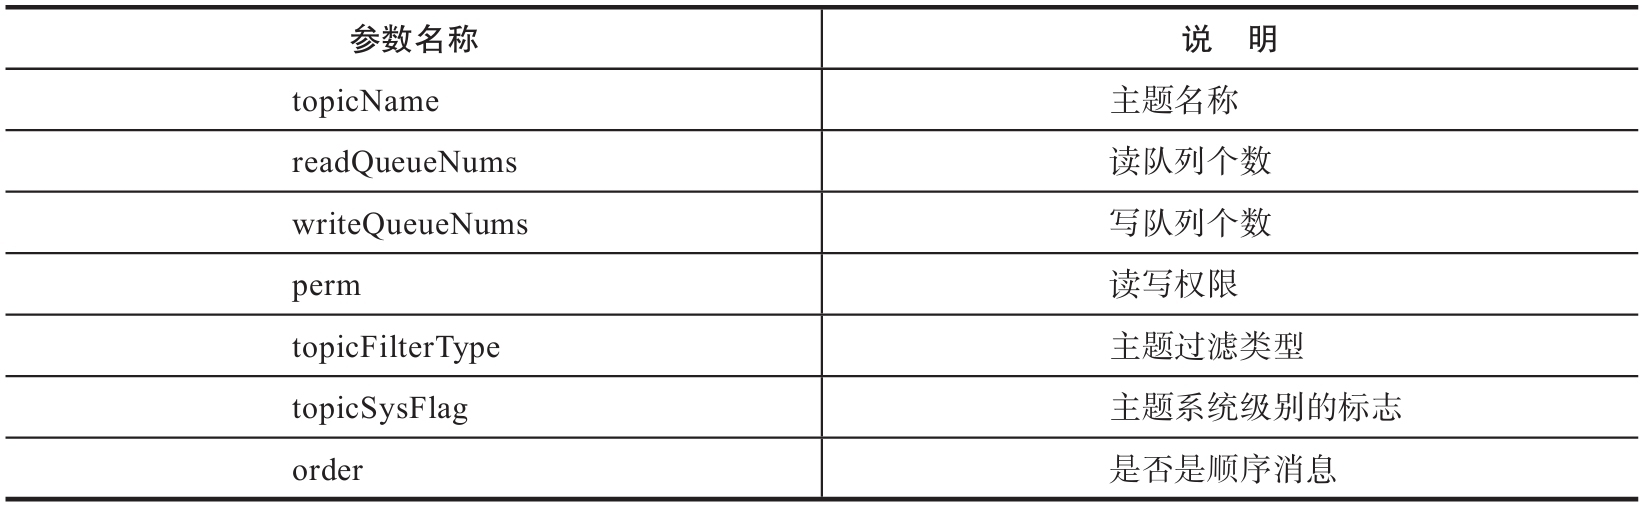 参数名称 说 明
topicName 主题名称
readQueueNums 读队列个数
writeQueueNums 写队列个数
perm 读写权限
topicFilterType 主题过滤类型
topicSysFlag 主题系统级别的标志
order 是否是顺序消息